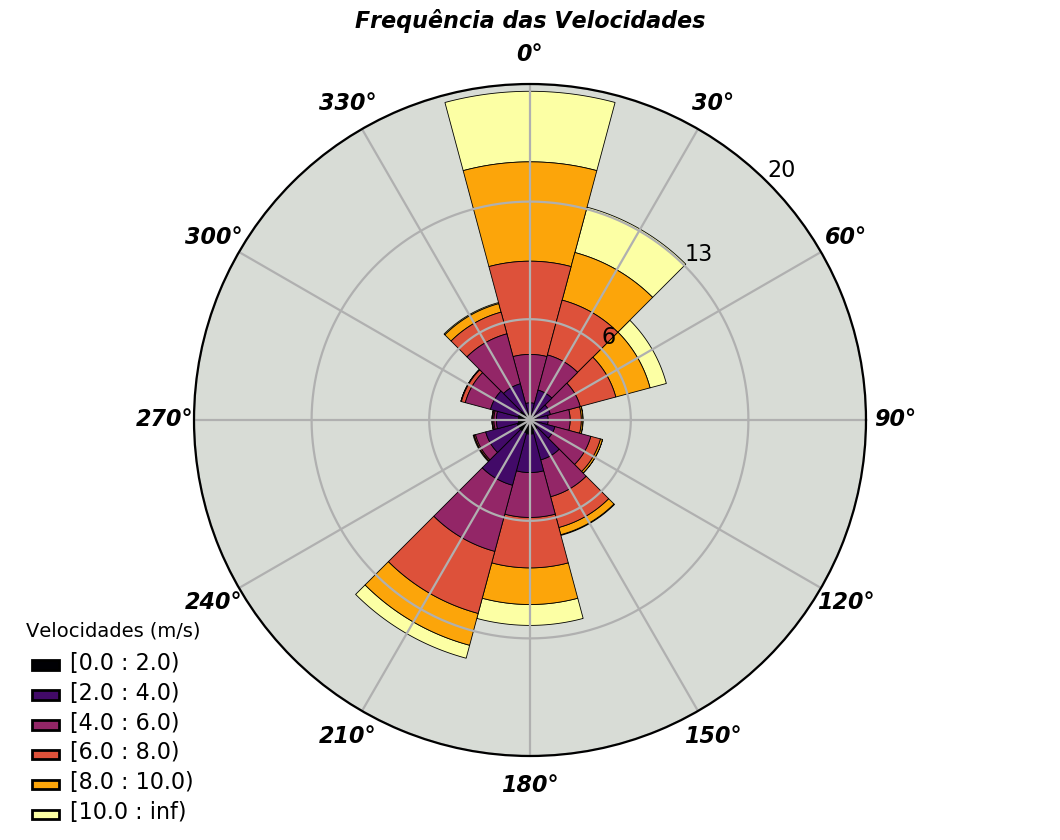 Frequência das Velocidades
0°
330°
30°
20
300°
60°
13
6
270°
90°
240°
120°
210°
150°
180°
Velocidades (m/s)
[0.0 : 2.0)
[2.0 : 4.0)
[4.0 : 6.0)
[6.0 : 8.0)
[8.0 : 10.0)
[10.0 : inf)